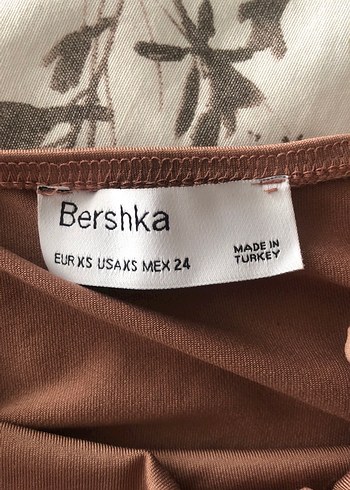 Bershka
EUR XS USA XS MEX 24
MADE IN
TURKEY